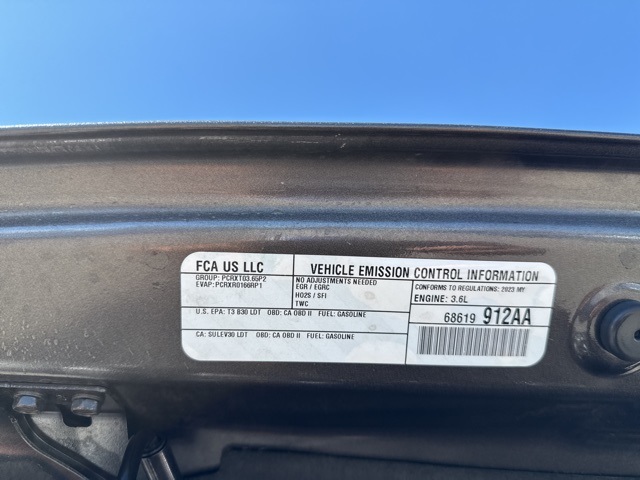 FCA US LLC
GROUP: PCRXT03.65P2
EVAP:PCRXR0166RP1
VEHICLE EMISSION CONTROL INFORMATION
NO ADJUSTMENTS NEEDED
EGR / EGRC
HO2S / SFI
TWC
CONFORMS TO REGULATIONS: 2023 MY
ENGINE: 3.6L
U.S. EPA: T3 B30 LDT OBD: CA OBD II FUEL: GASOLINE
CA: SULEV30 LDT OBD: CA OBD II FUEL: GASOLINE
68619 912AA